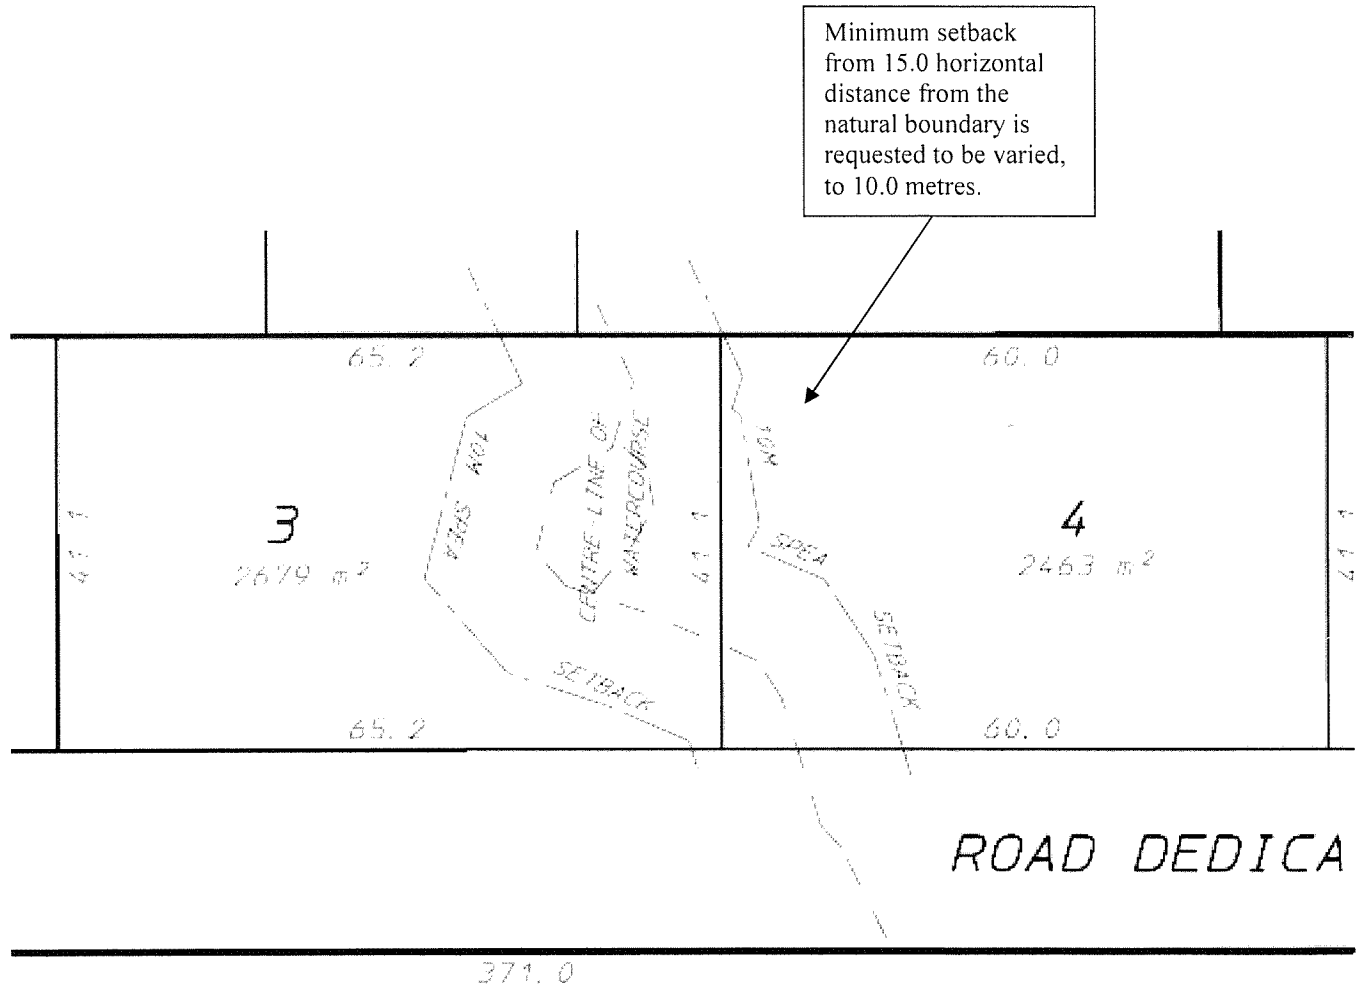 Minimum setback
from 15.0 horizontal
distance from the
natural boundary is
requested to be varied,
to 10.0 metres.
65.2
60.0
10M
SPEA
CENTRE-LINE OF
WATERCOURSE
10M
SPEA
SETBACK
3
2679 m²
41 1
41 1
4
2463 m²
41 1
SETBACK
65.2
60.0
ROAD DEDICA
371.0